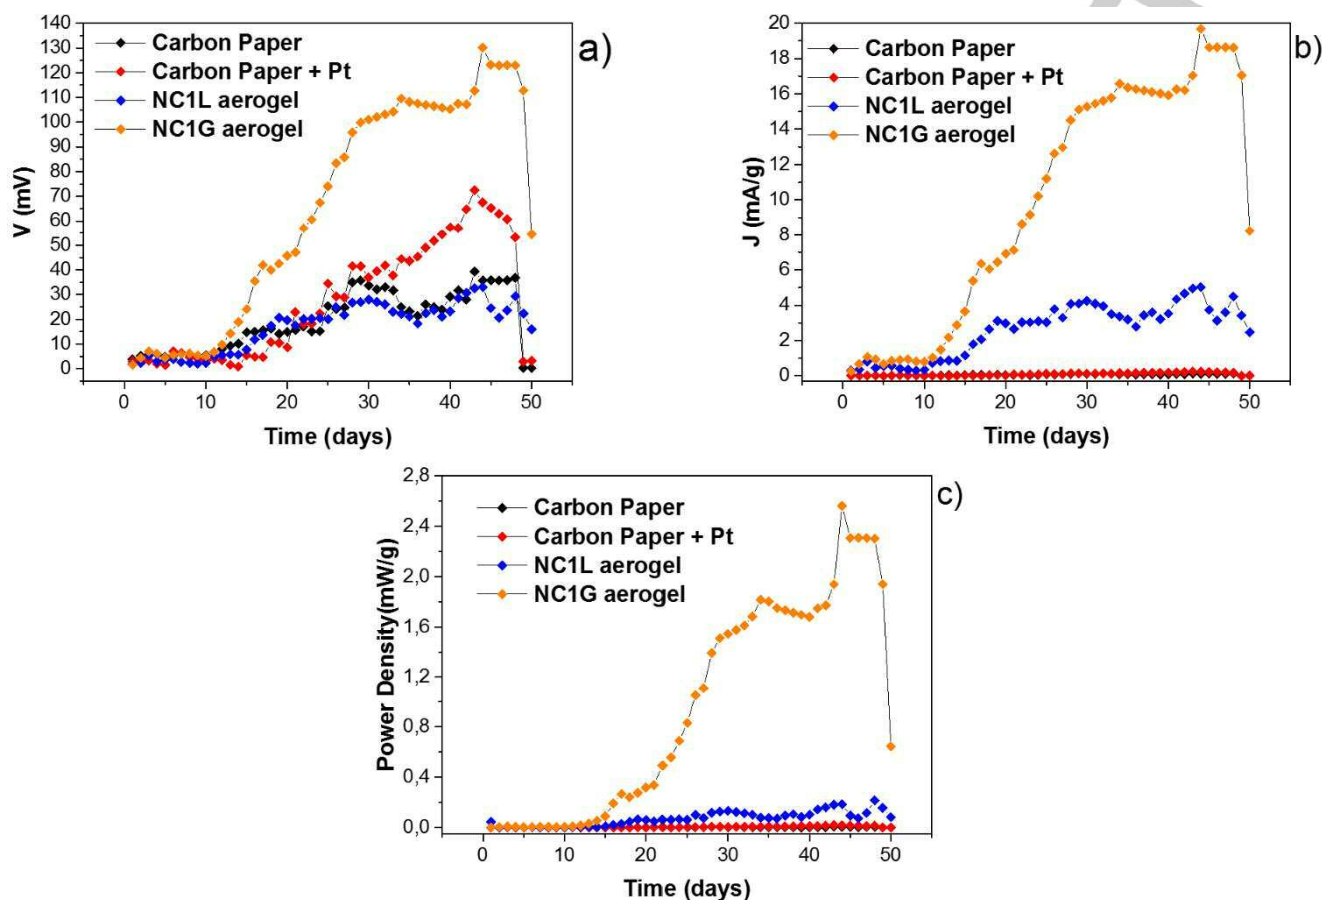 a)
Carbon Paper
Carbon Paper + Pt
NC1L aerogel
NC1G aerogel
V (mV)
140
130
120
110
100
90
80
70
60
50
40
30
20
10
0
0 10 20 30 40 50
Time (days)
b)
Carbon Paper
Carbon Paper + Pt
NC1L aerogel
NC1G aerogel
J (mA/g)
20
18
16
14
12
10
8
6
4
2
0
0 10 20 30 40 50
Time (days)
c)
Carbon Paper
Carbon Paper + Pt
NC1L aerogel
NC1G aerogel
Power Density(mW/g)
2,8
2,4
2,0
1,6
1,2
0,8
0,4
0,0
0 10 20 30 40 50
Time (days)